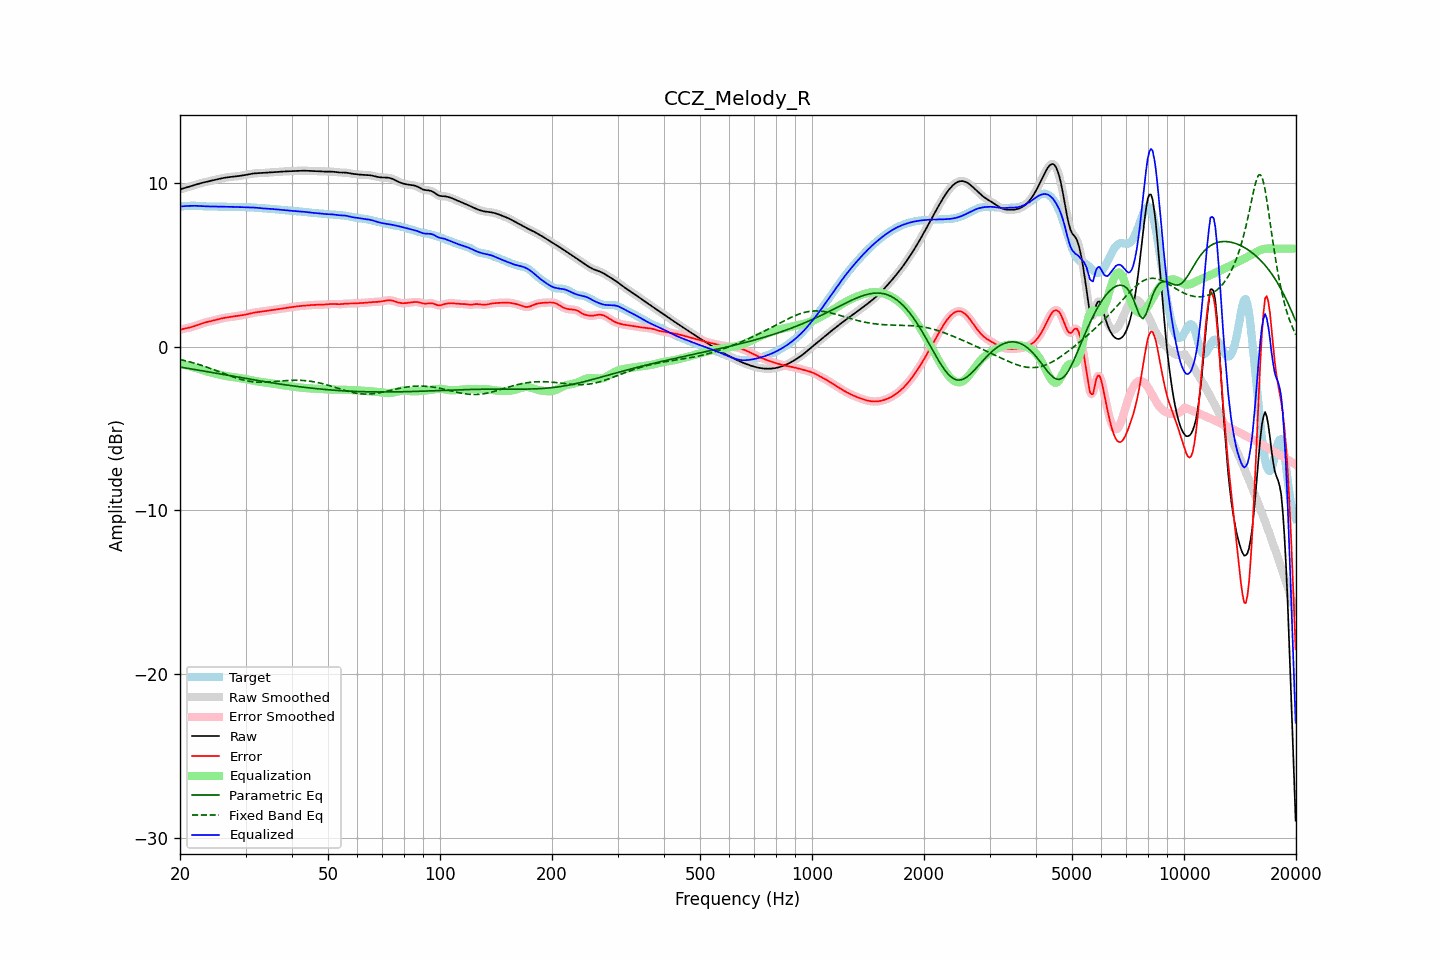 CCZ_Melody_R
Amplitude (dBr)
10
0
−10
−20
−30
Target
Raw Smoothed
Error Smoothed
Raw
Error
Equalization
Parametric Eq
Fixed Band Eq
Equalized
20 50 100 200 500 1000 2000 5000 10000 20000
Frequency (Hz)